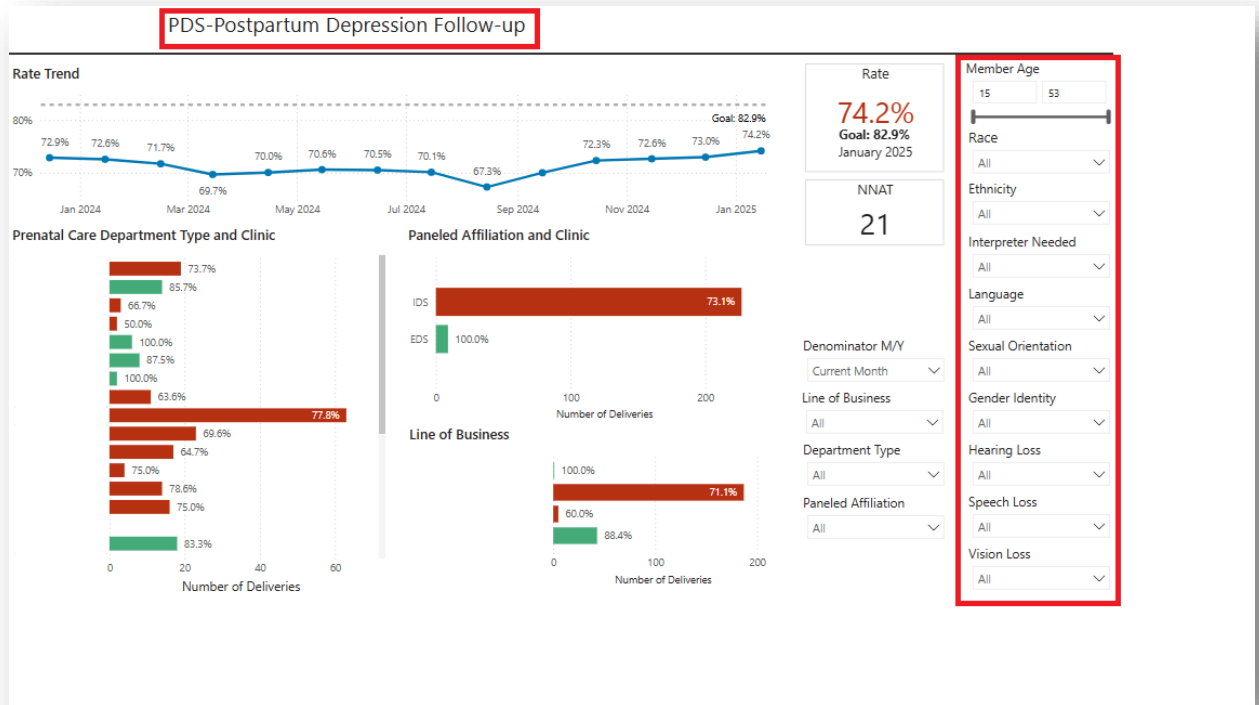 PDS-Postpartum Depression Follow-up
Rate Trend
80%
70%
Goal: 82.9%
72.9%
72.6%
71.7%
69.7%
70.0%
70.6%
70.5%
70.1%
67.3%
72.3%
72.6%
73.0%
74.2%
Jan 2024
Mar 2024
May 2024
Jul 2024
Sep 2024
Nov 2024
Jan 2025
Rate
74.2%
Goal: 82.9%
January 2025
NNAT
21
Prenatal Care Department Type and Clinic
73.7%
85.7%
66.7%
50.0%
100.0%
87.5%
100.0%
63.6%
77.8%
69.6%
64.7%
75.0%
78.6%
75.0%
83.3%
0
20
40
60
Number of Deliveries
Paneled Affiliation and Clinic
IDS
73.1%
EDS
100.0%
0
100
200
Number of Deliveries
Line of Business
100.0%
71.1%
60.0%
88.4%
0
100
200
Number of Deliveries
Denominator M/Y
Current Month
Line of Business
All
Department Type
All
Paneled Affiliation
All
Member Age
15
53
Race
All
Ethnicity
All
Interpreter Needed
All
Language
All
Sexual Orientation
All
Gender Identity
All
Hearing Loss
All
Speech Loss
All
Vision Loss
All